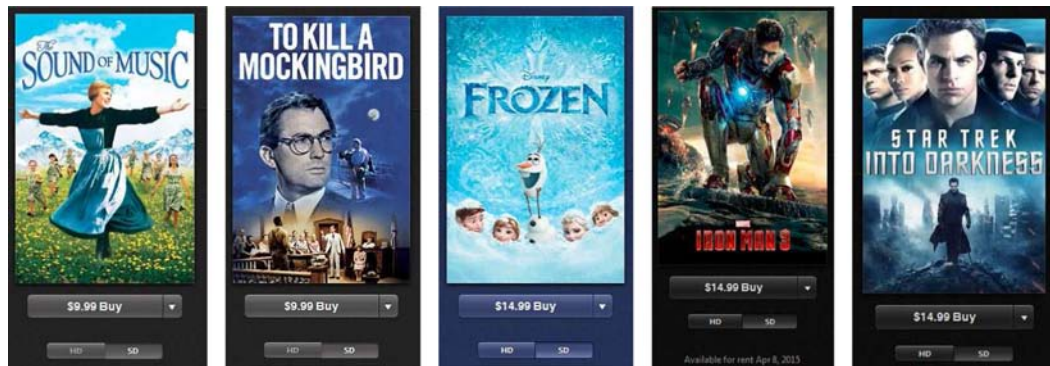 The
SOUND OF MUSIC
$9.99 Buy
HD SD
TO KILL A
MOCKINGBIRD
$9.99 Buy
HD SD
Disney
FROZEN
$14.99 Buy
HD SD
MARVEL
IRON MAN 3
$14.99 Buy
HD SD
Available for rent Apr 8, 2015
STAR TREK
INTO DARKNESS
$14.99 Buy
HD SD